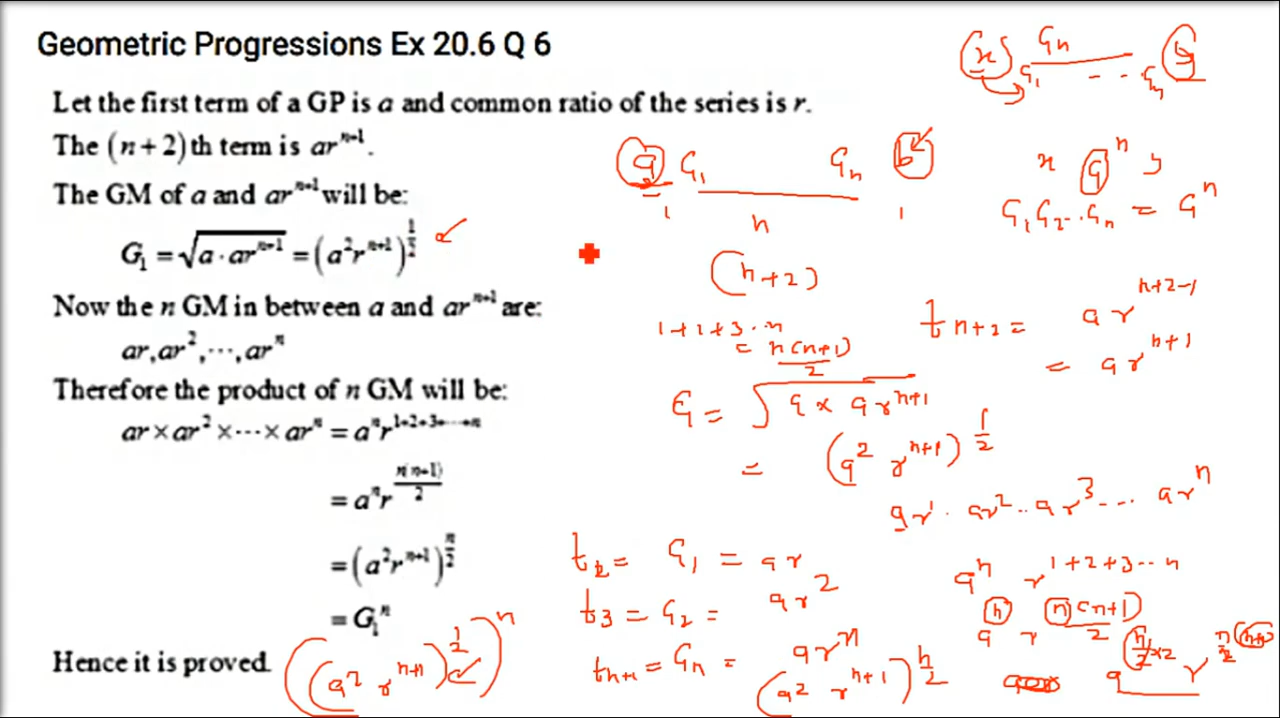 Geometric Progressions Ex 20.6 Q 6
Let the first term of a GP is a and common ratio of the series is r.
The (n+2)th term is ar^{n+1}.
The GM of a and ar^{n+1} will be:
G₁ = √(a·ar^{n+1}) = (a²r^{n+1})^{1/2}
Now the n GM in between a and ar^{n+1} are:
ar, ar², ⋯, arⁿ
Therefore the product of n GM will be:
ar × ar² × ⋯ × arⁿ = aⁿr^{1+2+3+⋯+n}
= aⁿr^{n(n+1)/2}
= (a²r^{n+1})^{n/2}
= G₁ⁿ
Hence it is proved.
((a² r^{n+1})^{1/2})ⁿ
x G₁ Gn -- .. Gn y
a G₁ Gn b
1 n 1
(n+2)
x Gⁿ y
G₁G₂..Gn = Gⁿ
1+1+3..n
= n(n+1)/2
t n+2 = ar^{n+2-1}
= ar^{n+1}
G = √(a × ar^{n+1})
= (a² r^{n+1})^{1/2}
ar¹ . ar² .. ar³ --- arⁿ
t₂ = G₁ = ar
t3 = G₂ = ar²
tn+1 = Gn = arⁿ
(a² r^{n+1})^{n/2}
aⁿ r^{1+2+3...n}
aⁿ r^{n(n+1)/2}
a^{n/2×2} r^{n/2(n+1)}